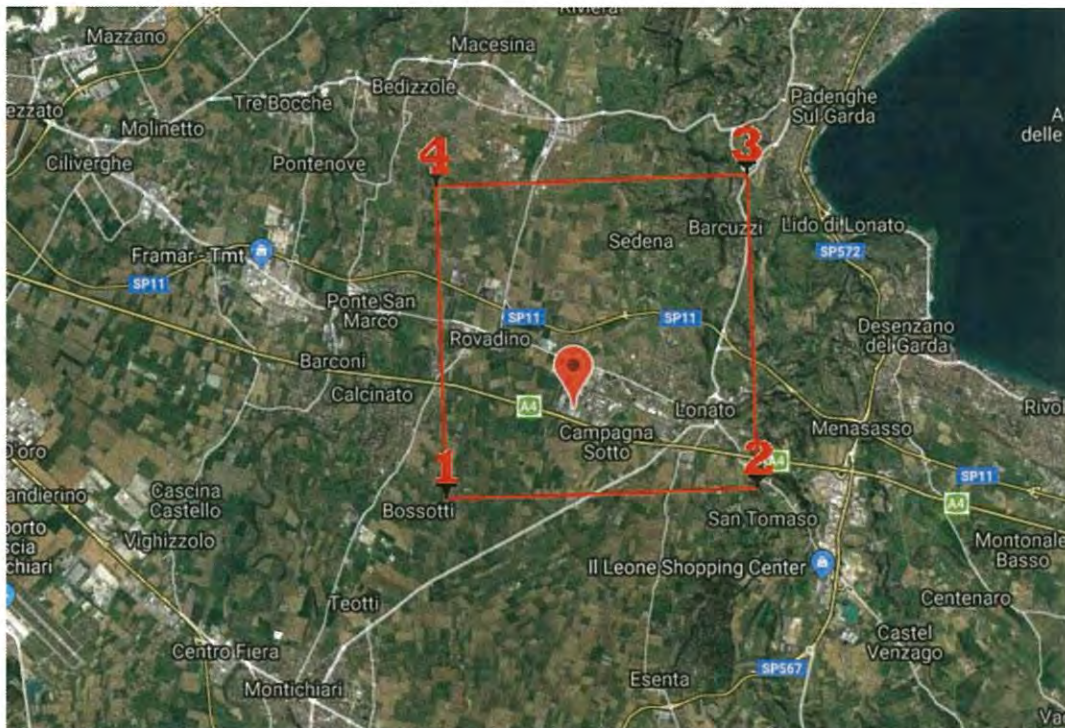 Riviera
Mazzano
Macesina
Bedizzole
Tre Bocche
ezzato
Molinetto
Padenghe
Sul Garda
A
delle
Ciliverghe
Pontenove
4
3
Sedena
Barcuzzi
Lido di Lonato
Framar - Tmt
SP572
SP11
Ponte San
Marco
SP11
SP11
Rovadino
Desenzano
del Garda
Barconi
Calcinato
A4
Lonato
Rivol
Campagna
Sotto
Menasasso
D'oro
1
2
A4
SP11
andierino
Cascina
Castello
Bossotti
San Tomaso
A4
porto
scia
chiari
Vighizzolo
Montonale
Basso
Il Leone Shopping Center
Teotti
Centenaro
Centro Fiera
Castel
Venzago
Montichiari
Esenta
SP567
Va